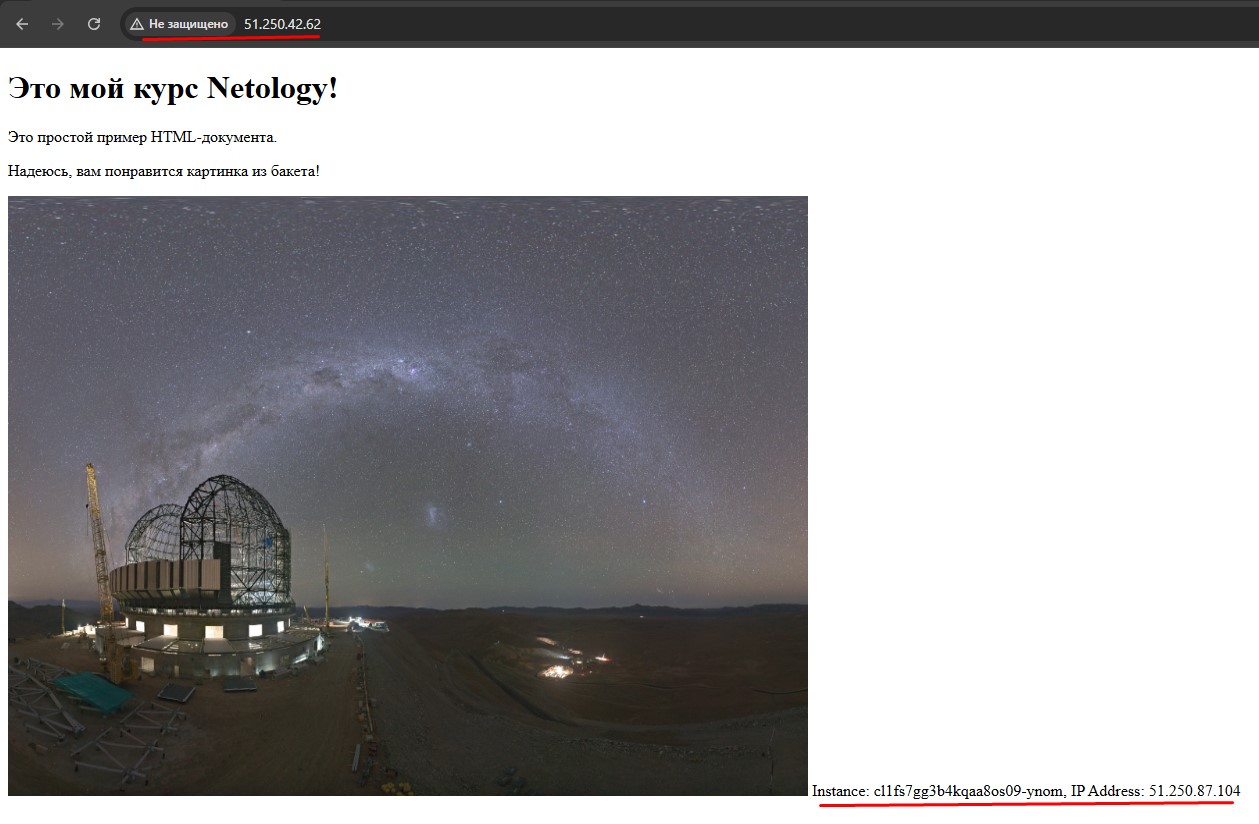 Не защищено 51.250.42.62
Это мой курс Netology!
Это простой пример HTML-документа.
Надеюсь, вам понравится картинка из бакета!
Instance: cl1fs7gg3b4kqaa8os09-ynom, IP Address: 51.250.87.104